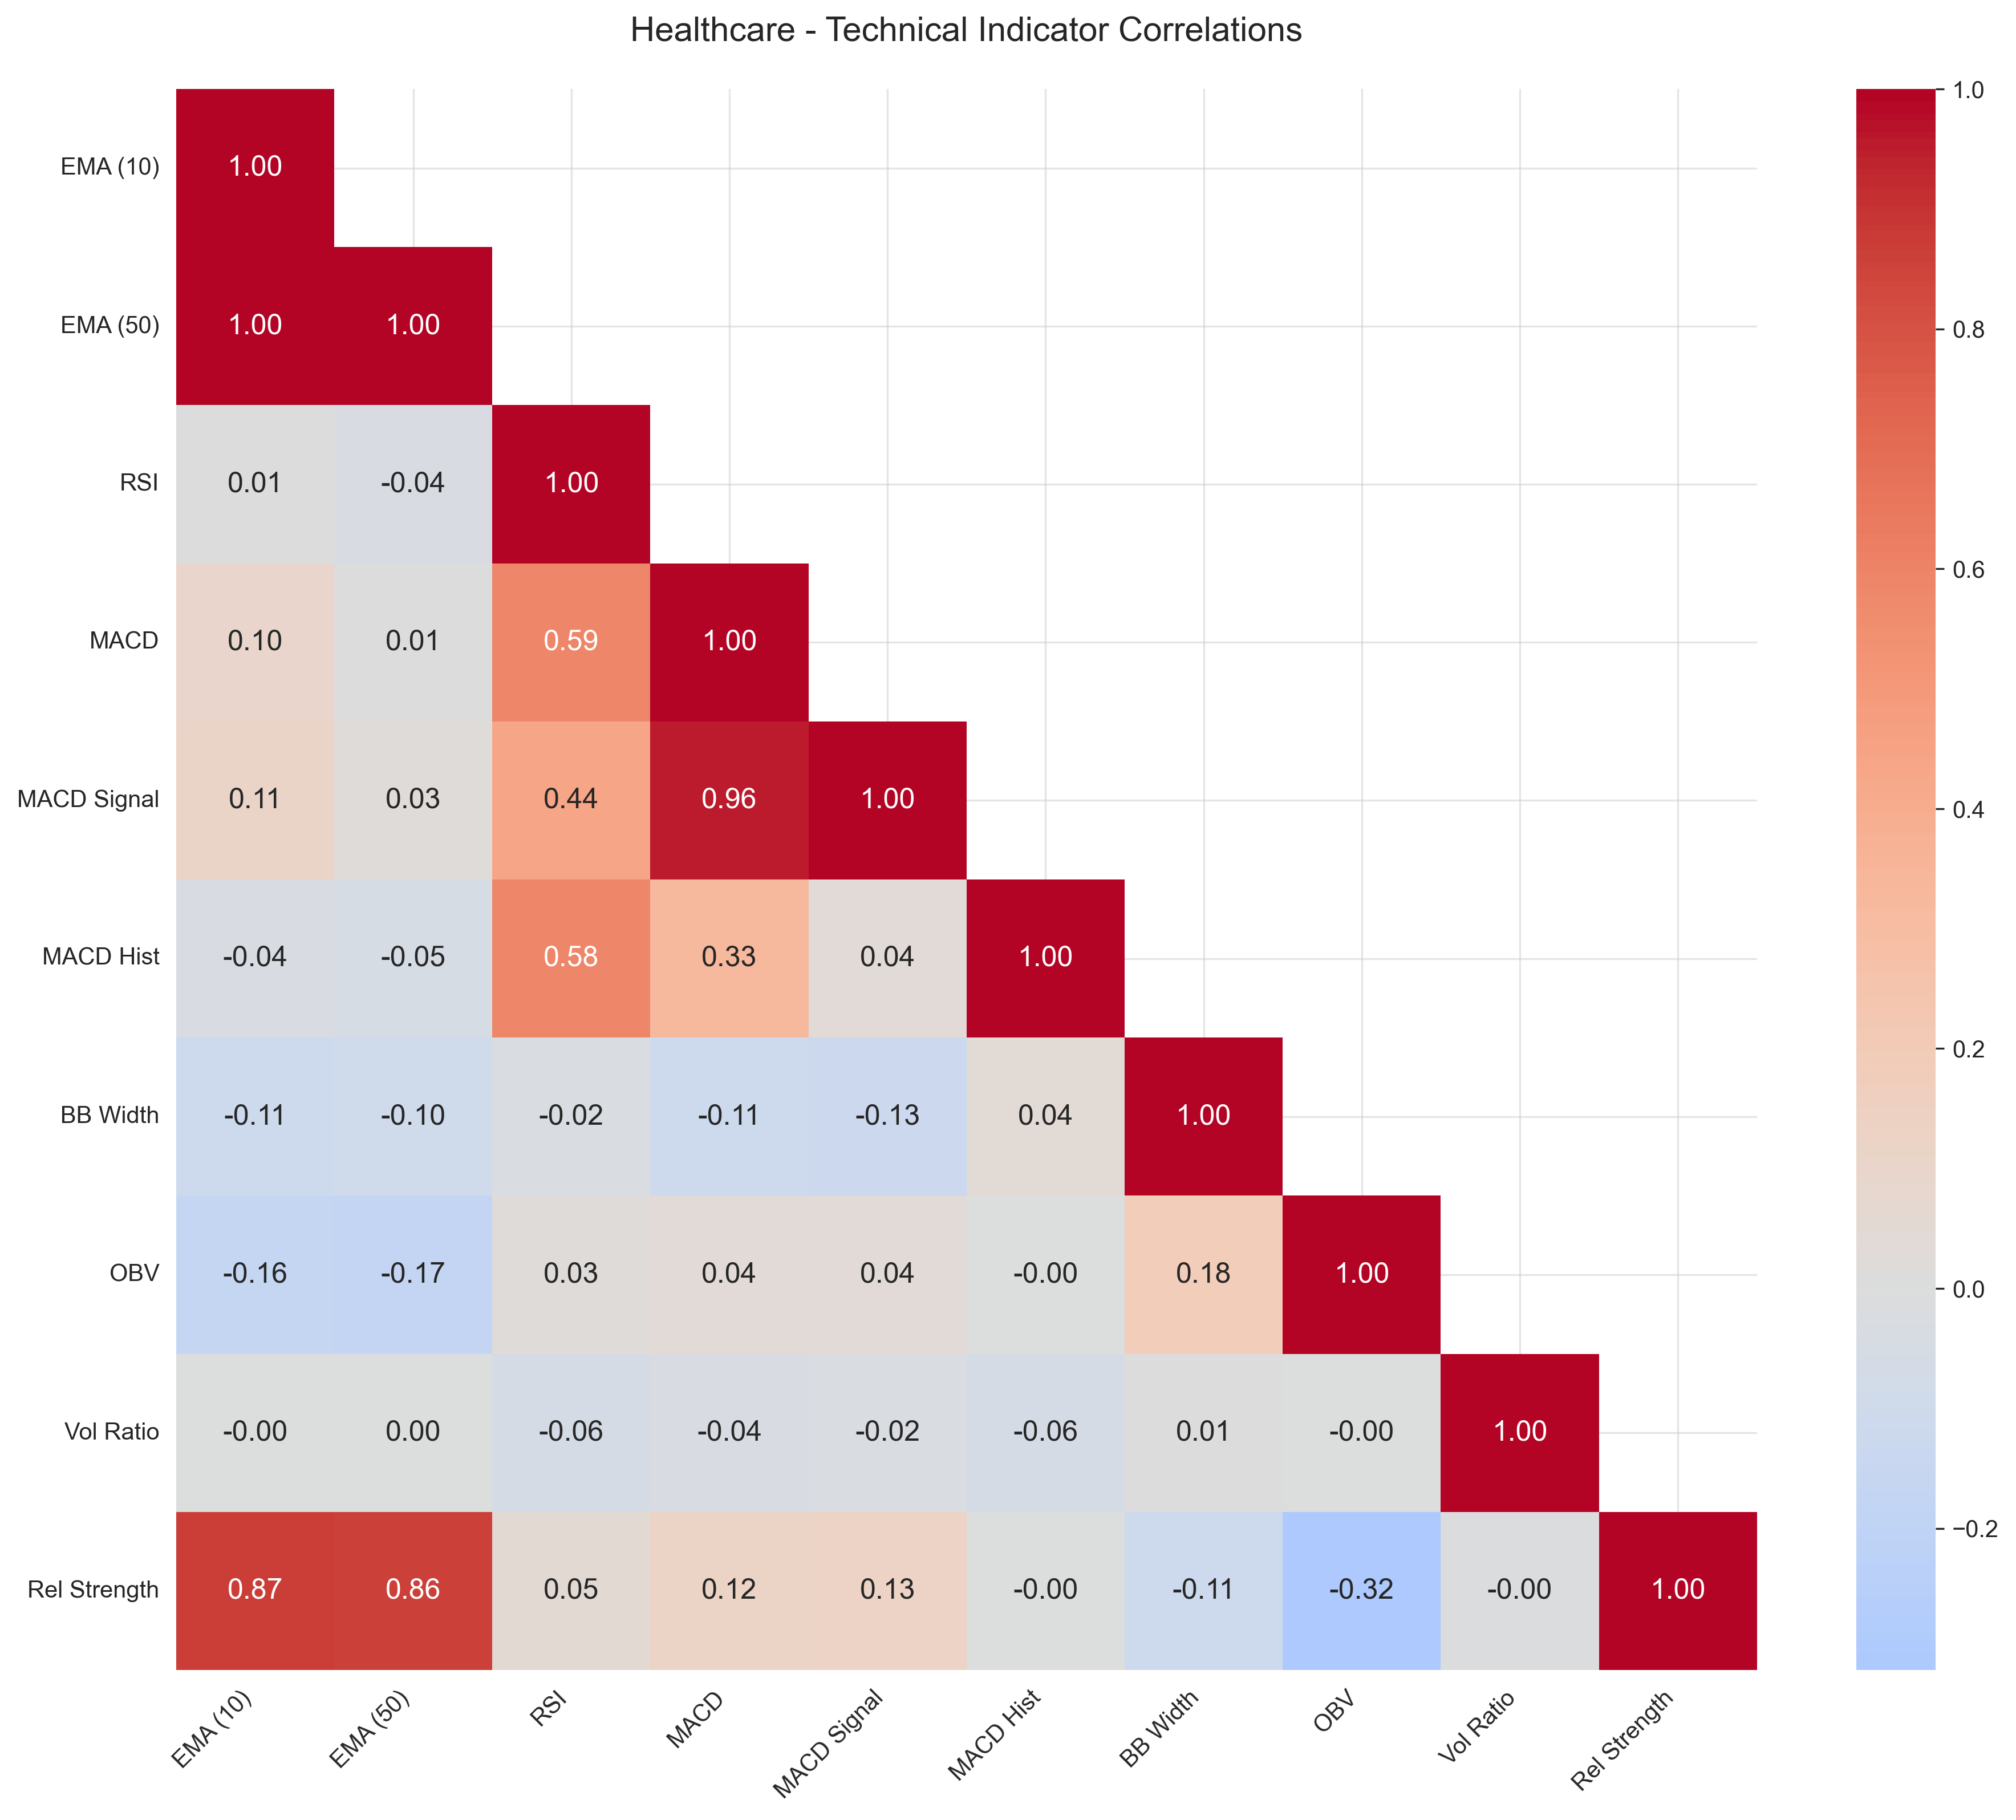 Healthcare - Technical Indicator Correlations
EMA (10) 1.00
EMA (50) 1.00 1.00
RSI 0.01 -0.04 1.00
MACD 0.10 0.01 0.59 1.00
MACD Signal 0.11 0.03 0.44 0.96 1.00
MACD Hist -0.04 -0.05 0.58 0.33 0.04 1.00
BB Width -0.11 -0.10 -0.02 -0.11 -0.13 0.04 1.00
OBV -0.16 -0.17 0.03 0.04 0.04 -0.00 0.18 1.00
Vol Ratio -0.00 0.00 -0.06 -0.04 -0.02 -0.06 0.01 -0.00 1.00
Rel Strength 0.87 0.86 0.05 0.12 0.13 -0.00 -0.11 -0.32 -0.00 1.00
EMA (10) EMA (50) RSI MACD MACD Signal MACD Hist BB Width OBV Vol Ratio Rel Strength
1.0
0.8
0.6
0.4
0.2
0.0
−0.2